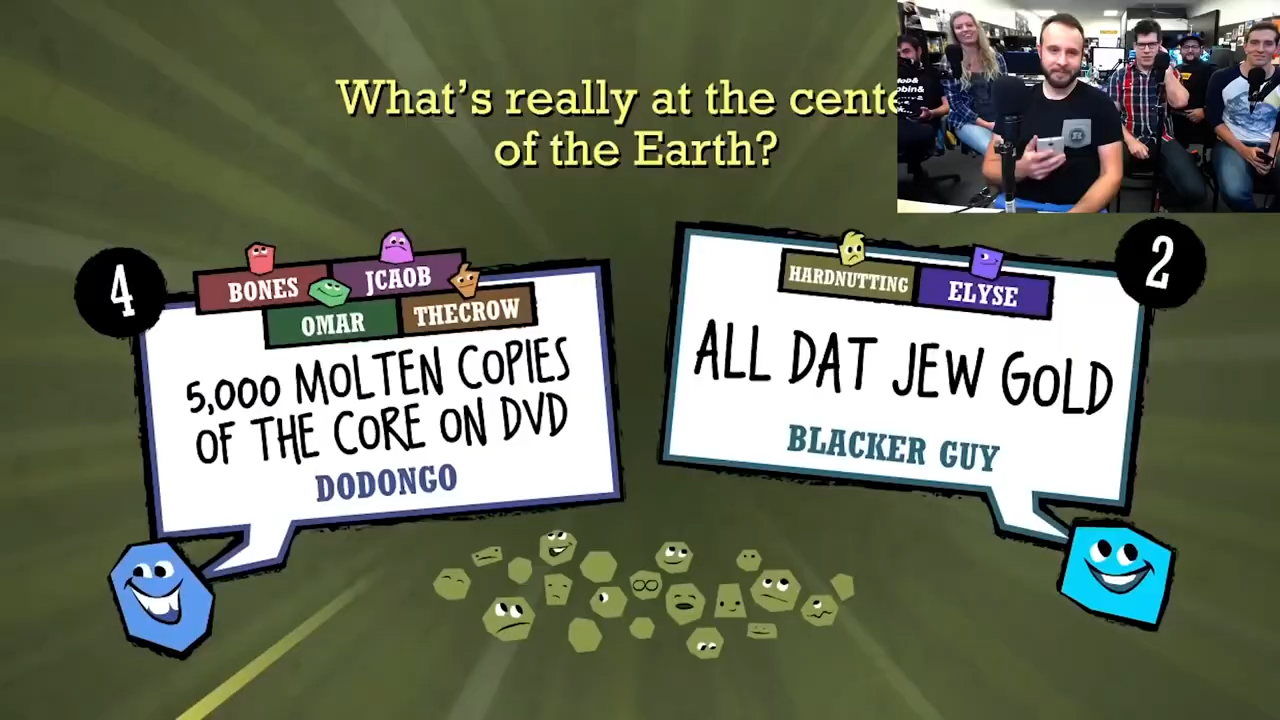 What's really at the cente
of the Earth?
4
BONES
JCAOB
OMAR
THECROW
5,000 MOLTEN COPIES
OF THE CORE ON DVD
DODONGO
2
HARDNUTTING
ELYSE
ALL DAT JEW GOLD
BLACKER GUY